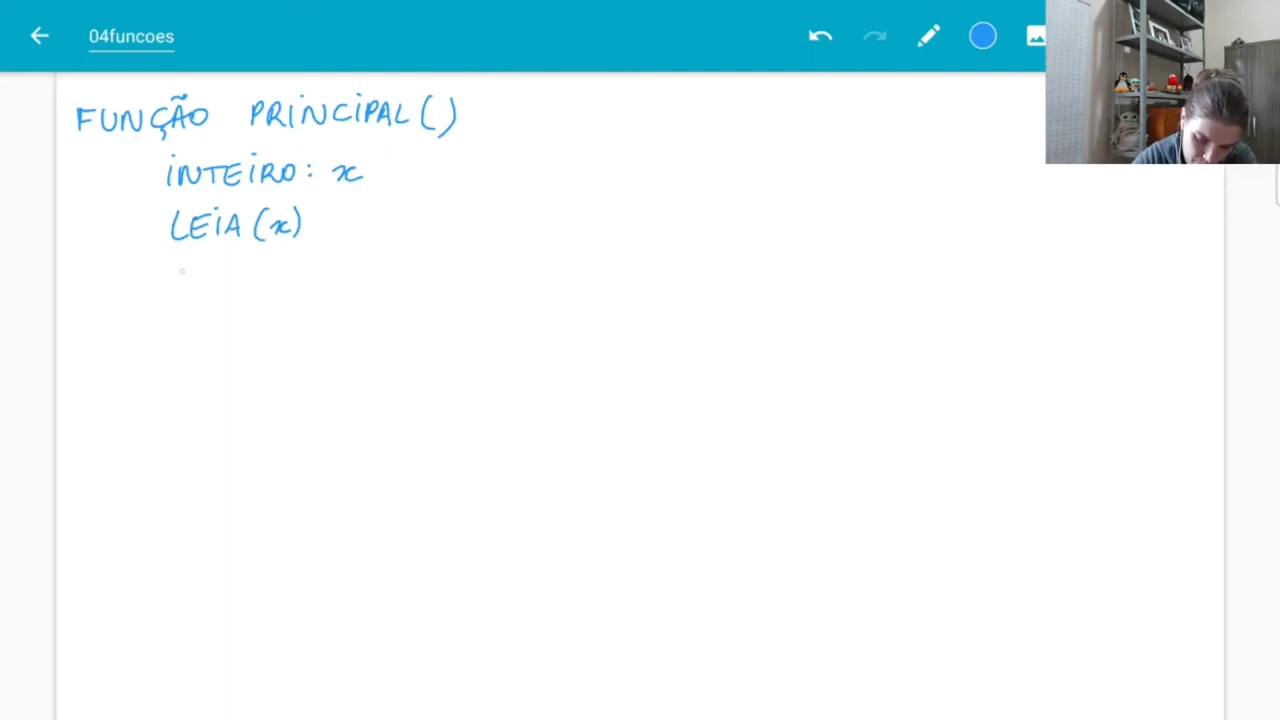 04funcoes
FUNÇÃO PRINCIPAL()
INTEIRO: x
LEIA (x)